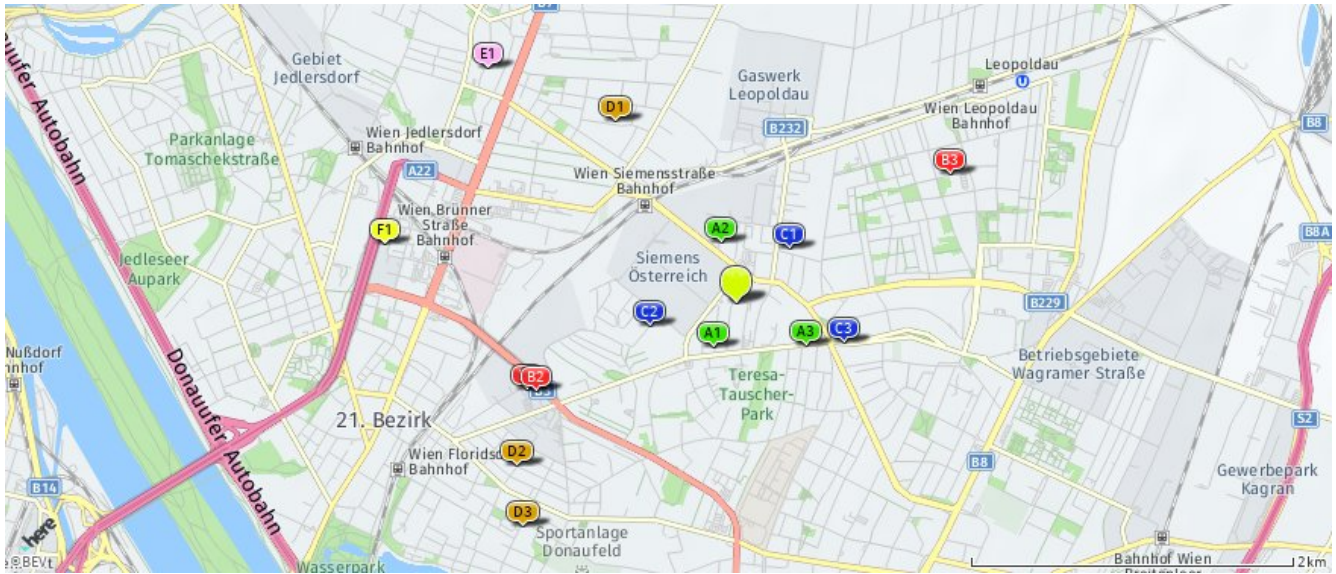 B7
E1
Gebiet
Jedlersdorf
Gaswerk
Leopoldau
Leopoldau
U
D1
Wien Leopoldau
Bahnhof
B8
B232
Donauufer Autobahn
Parkanlage
Tomaschekstraße
Wien Jedlersdorf
Bahnhof
A22
B3
Wien Siemensstraße
Bahnhof
Wien Brünner
Straße
Bahnhof
F1
A2
C1
B8A
Jedleseer
Aupark
Siemens
Österreich
B229
C2
A1
A3
C3
Nußdorf
Betriebsgebiete
Wagramer Straße
B2
B3
Teresa-
Tauscher-
Park
Donauufer Autobahn
21. Bezirk
S2
D2
Wien Florids
Bahnhof
B8
B14
Gewerbepark
Kagran
D3
Sportanlage
Donaufeld
here
Wasserpark
Bahnhof Wien
2km